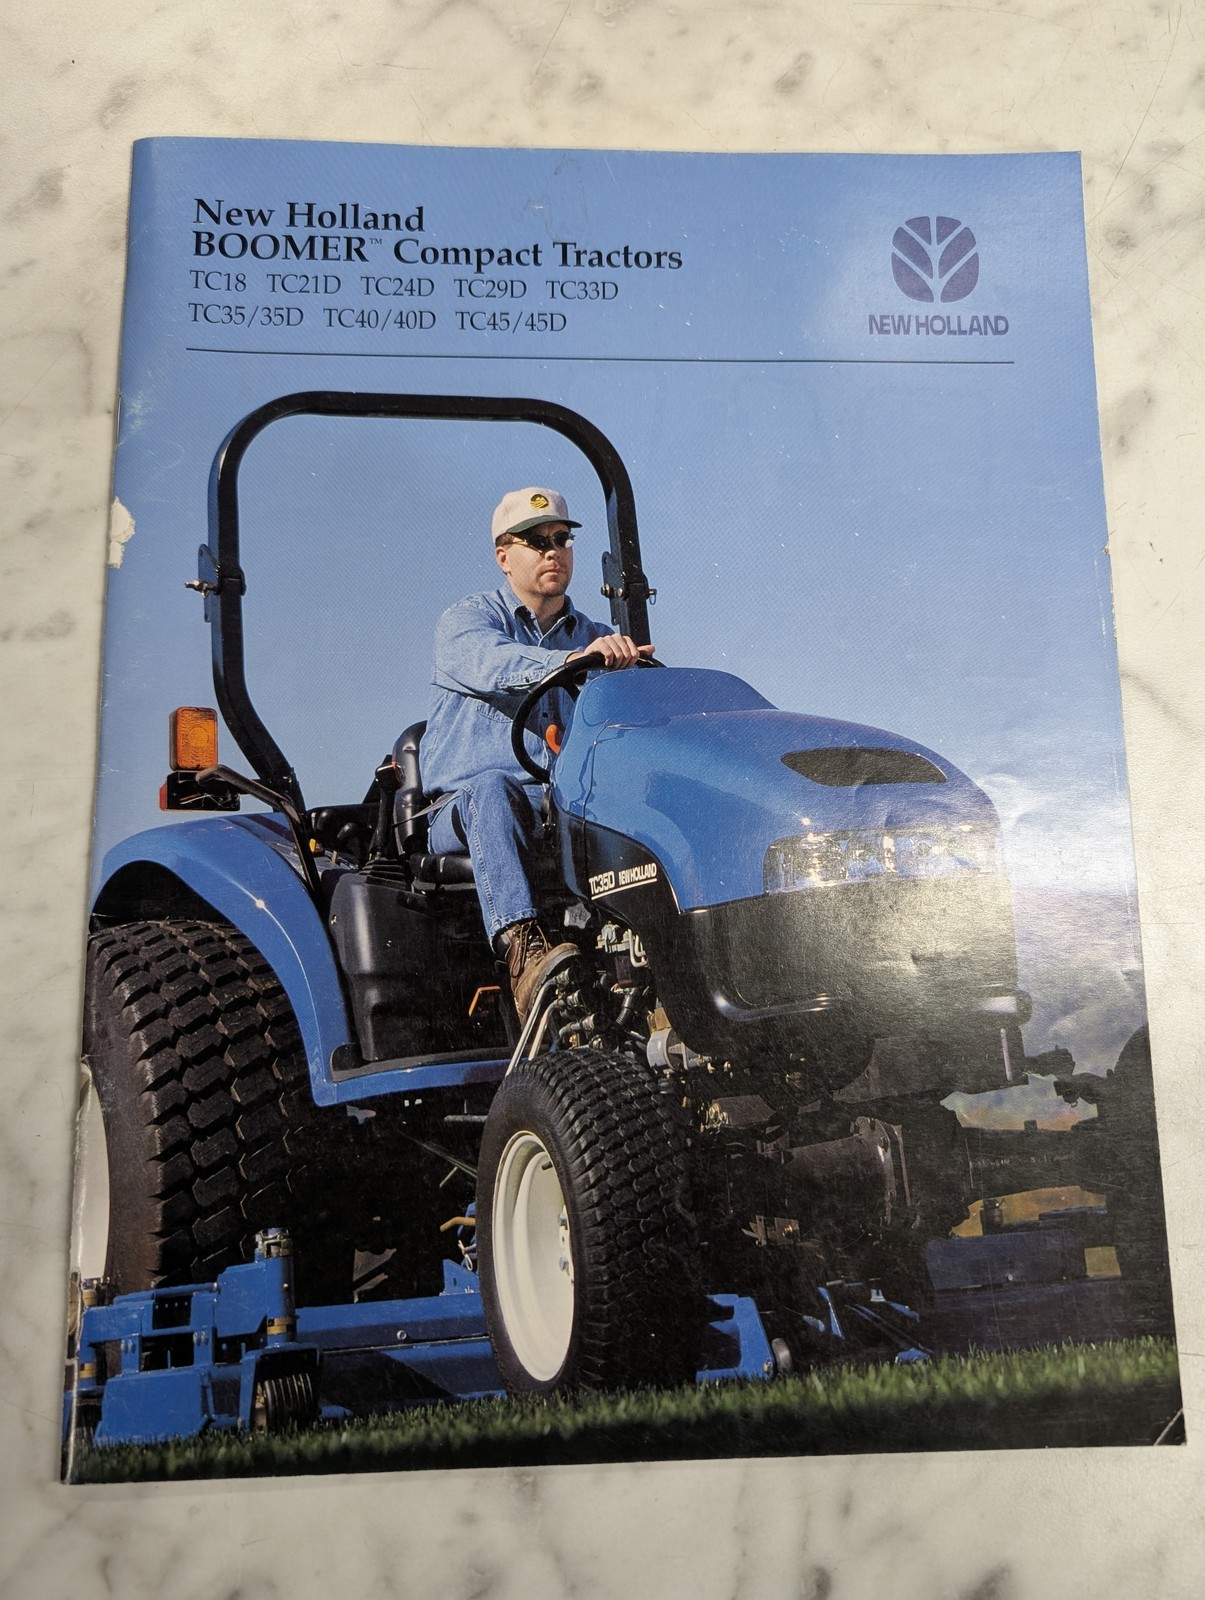 New Holland
BOOMER™ Compact Tractors
TC18 TC21D TC24D TC29D TC33D
TC35/35D TC40/40D TC45/45D
NEW HOLLAND
TC35D NEW HOLLAND